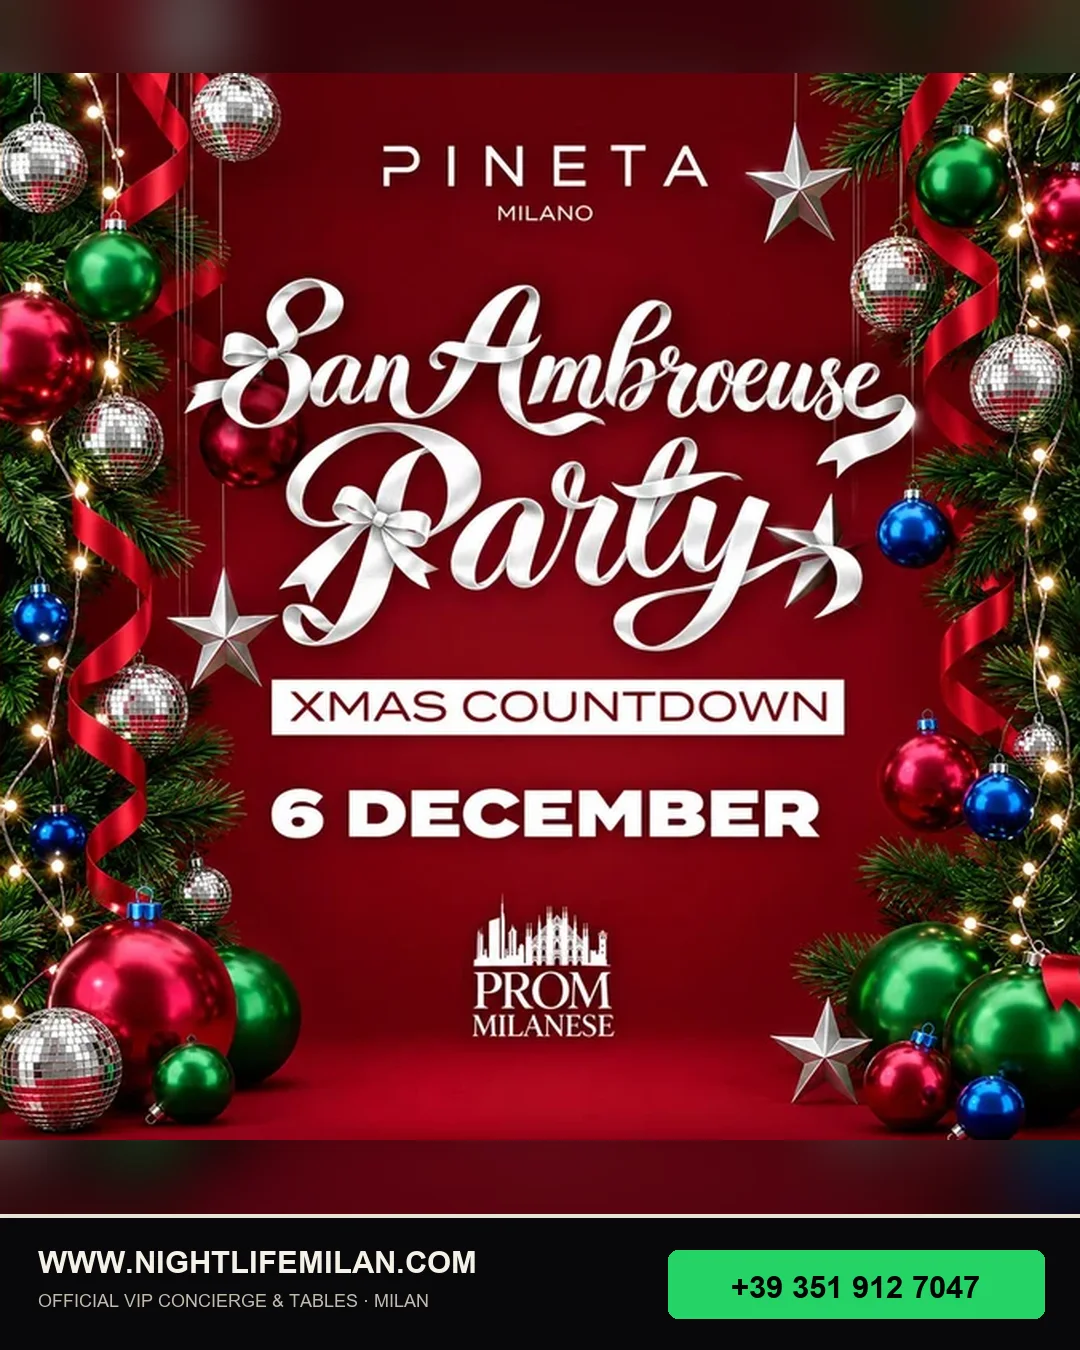 PINETA
MILANO
San Ambroeuse
Party
XMAS COUNTDOWN
6 DECEMBER
PROM
MILANESE
WWW.NIGHTLIFEMILAN.COM
OFFICIAL VIP CONCIERGE & TABLES · MILAN
+39 351 912 7047